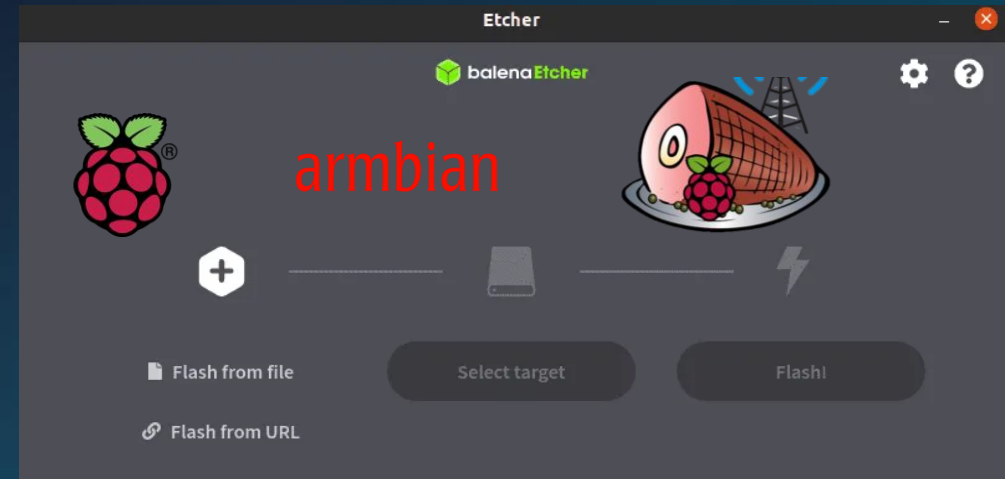 Etcher
balenaEtcher
®
armbian
Flash from file
Select target
Flash!
Flash from URL